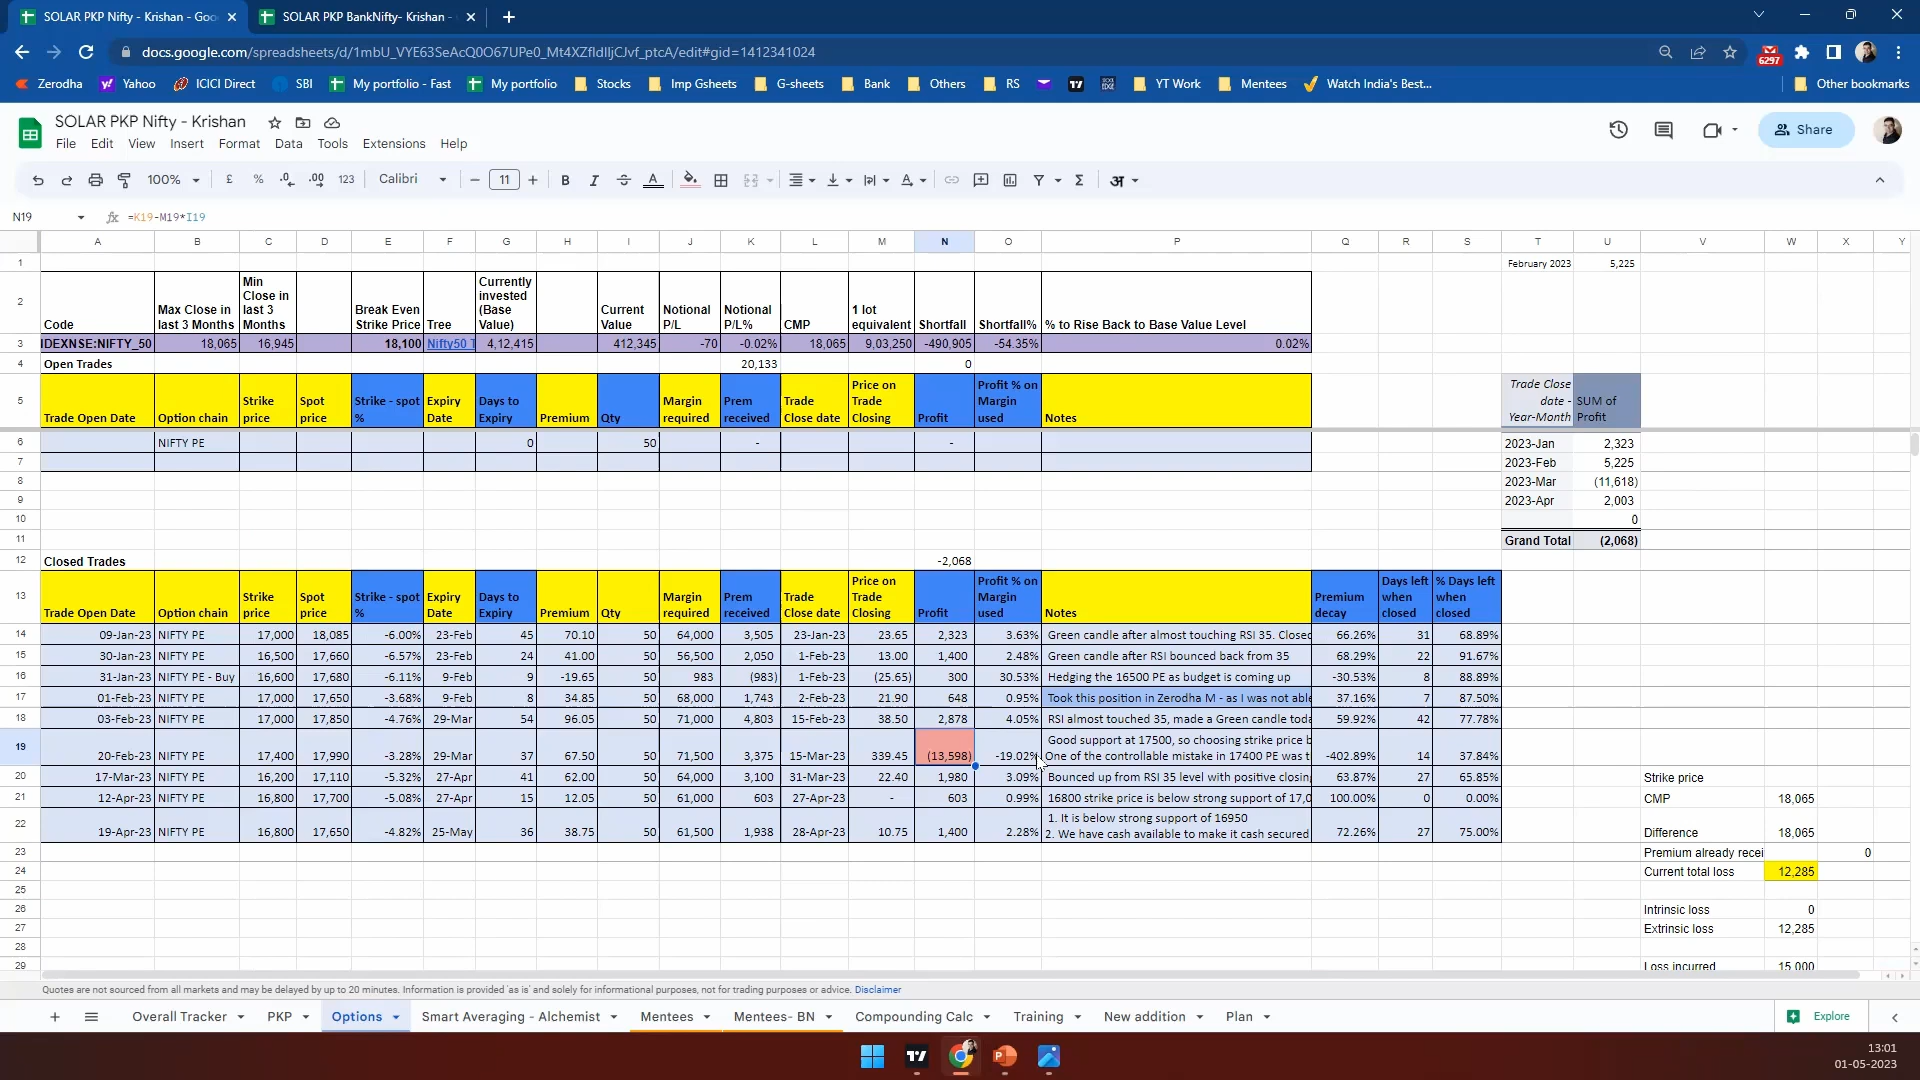 SOLAR PKP Nifty - Krishan - Goo
SOLAR PKP BankNifty- Krishan -
docs.google.com/spreadsheets/d/1mbU_VYE63SeAcQ0O67UPe0_Mt4XZfIdIIjCJvf_ptcA/edit#gid=1412341024
6297
Zerodha Yahoo ICICI Direct SBI My portfolio - Fast My portfolio Stocks Imp Gsheets G-sheets Bank Others RS YT Work Mentees Watch India's Best... Other bookmarks
SOLAR PKP Nifty - Krishan
File Edit View Insert Format Data Tools Extensions Help
Share
100% £ % .0 .00 123 Calibri 11 B I S A Σ अ
N19 fx =K19-M19*I19
A B C D E F G H I J K L M N O P Q R S T U V W X Y
1 February 2023 5,225
2 Code Max Close in last 3 Months Min Close in last 3 Months Break Even Strike Price Tree Currently invested (Base Value) Current Value Notional P/L Notional P/L% CMP 1 lot equivalent Shortfall Shortfall% % to Rise Back to Base Value Level
3 IDEXNSE:NIFTY_50 18,065 16,945 18,100 Nifty50 T 4,12,415 412,345 -70 -0.02% 18,065 9,03,250 -490,905 -54.35% 0.02%
4 Open Trades 20,133 0
5 Trade Open Date Option chain Strike price Spot price Strike - spot % Expiry Date Days to Expiry Premium Qty Margin required Prem received Trade Close date Price on Trade Closing Profit Profit % on Margin used Notes Trade Close date - Year-Month SUM of Profit
6 NIFTY PE 0 50 - - 2023-Jan 2,323
7 2023-Feb 5,225
8 2023-Mar (11,618)
9 2023-Apr 2,003
10 0
11 Grand Total (2,068)
12 Closed Trades -2,068
13 Trade Open Date Option chain Strike price Spot price Strike - spot % Expiry Date Days to Expiry Premium Qty Margin required Prem received Trade Close date Price on Trade Closing Profit Profit % on Margin used Notes Premium decay Days left when closed % Days left when closed
14 09-Jan-23 NIFTY PE 17,000 18,085 -6.00% 23-Feb 45 70.10 50 64,000 3,505 23-Jan-23 23.65 2,323 3.63% Green candle after almost touching RSI 35. Closed 66.26% 31 68.89%
15 30-Jan-23 NIFTY PE 16,500 17,660 -6.57% 23-Feb 24 41.00 50 56,500 2,050 1-Feb-23 13.00 1,400 2.48% Green candle after RSI bounced back from 35 68.29% 22 91.67%
16 31-Jan-23 NIFTY PE - Buy 16,600 17,680 -6.11% 9-Feb 9 -19.65 50 983 (983) 1-Feb-23 (25.65) 300 30.53% Hedging the 16500 PE as budget is coming up -30.53% 8 88.89%
17 01-Feb-23 NIFTY PE 17,000 17,650 -3.68% 9-Feb 8 34.85 50 68,000 1,743 2-Feb-23 21.90 648 0.95% Took this position in Zerodha M - as I was not able 37.16% 7 87.50%
18 03-Feb-23 NIFTY PE 17,000 17,850 -4.76% 29-Mar 54 96.05 50 71,000 4,803 15-Feb-23 38.50 2,878 4.05% RSI almost touched 35, made a Green candle toda 59.92% 42 77.78%
19 20-Feb-23 NIFTY PE 17,400 17,990 -3.28% 29-Mar 37 67.50 50 71,500 3,375 15-Mar-23 339.45 (13,598) -19.02% Good support at 17500, so choosing strike price b
One of the controllable mistake in 17400 PE was t -402.89% 14 37.84%
20 17-Mar-23 NIFTY PE 16,200 17,110 -5.32% 27-Apr 41 62.00 50 64,000 3,100 31-Mar-23 22.40 1,980 3.09% Bounced up from RSI 35 level with positive closing 63.87% 27 65.85% Strike price
21 12-Apr-23 NIFTY PE 16,800 17,700 -5.08% 27-Apr 15 12.05 50 61,000 603 27-Apr-23 - 603 0.99% 16800 strike price is below strong support of 17,0 100.00% 0 0.00% CMP 18,065
22 19-Apr-23 NIFTY PE 16,800 17,650 -4.82% 25-May 36 38.75 50 61,500 1,938 28-Apr-23 10.75 1,400 2.28% 1. It is below strong support of 16950
2. We have cash available to make it cash secured 72.26% 27 75.00% Difference 18,065
23 Premium already recei 0
24 Current total loss 12,285
25
26 Intrinsic loss 0
27 Extrinsic loss 12,285
28
29 Loss incurred 15,000
Quotes are not sourced from all markets and may be delayed by up to 20 minutes. Information is provided 'as is' and solely for informational purposes, not for trading purposes or advice. Disclaimer
Overall Tracker PKP Options Smart Averaging - Alchemist Mentees Mentees- BN Compounding Calc Training New addition Plan Explore
13:01
01-05-2023